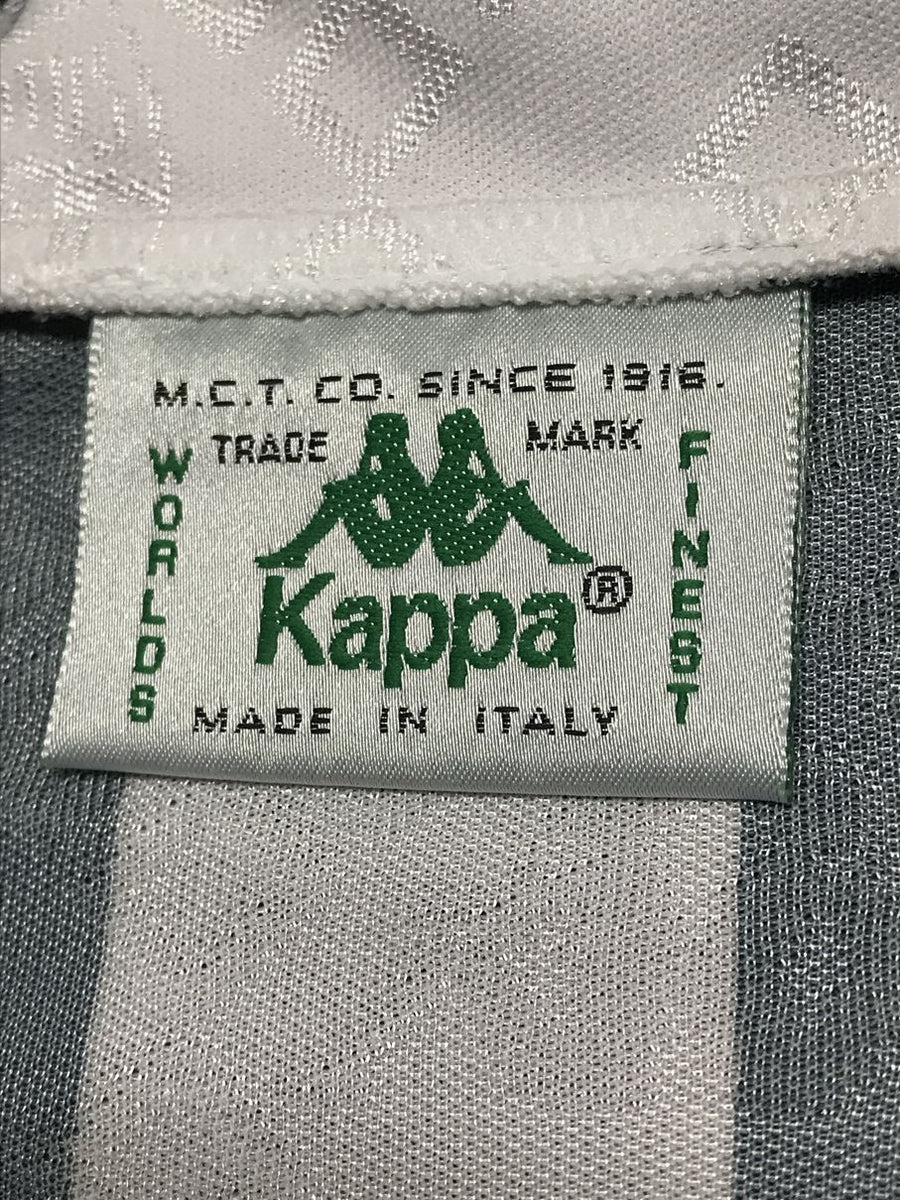 M.C.T. CO. SINCE 1916.
TRADE MARK
WORLDS
FINEST
Kappa®
MADE IN ITALY